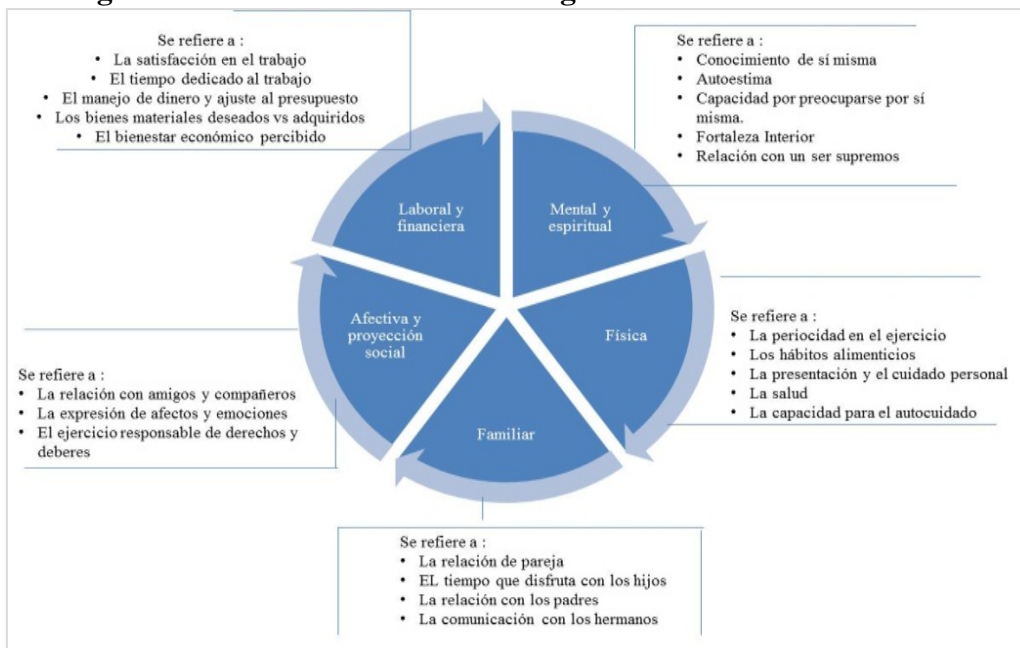 Se refiere a :
• La satisfacción en el trabajo
• El tiempo dedicado al trabajo
• El manejo de dinero y ajuste al presupuesto
• Los bienes materiales deseados vs adquiridos
• El bienestar económico percibido
Se refiere a :
• Conocimiento de sí misma
• Autoestima
• Capacidad por preocuparse por sí
misma.
• Fortaleza Interior
• Relación con un ser supremos
Laboral y
financiera
Mental y
espiritual
Afectiva y
proyección
social
Física
Familiar
Se refiere a :
• La periocidad en el ejercicio
• Los hábitos alimenticios
• La presentación y el cuidado personal
• La salud
• La capacidad para el autocuidado
Se refiere a :
• La relación con amigos y compañeros
• La expresión de afectos y emociones
• El ejercicio responsable de derechos y
deberes
Se refiere a :
• La relación de pareja
• EL tiempo que disfruta con los hijos
• La relación con los padres
• La comunicación con los hermanos